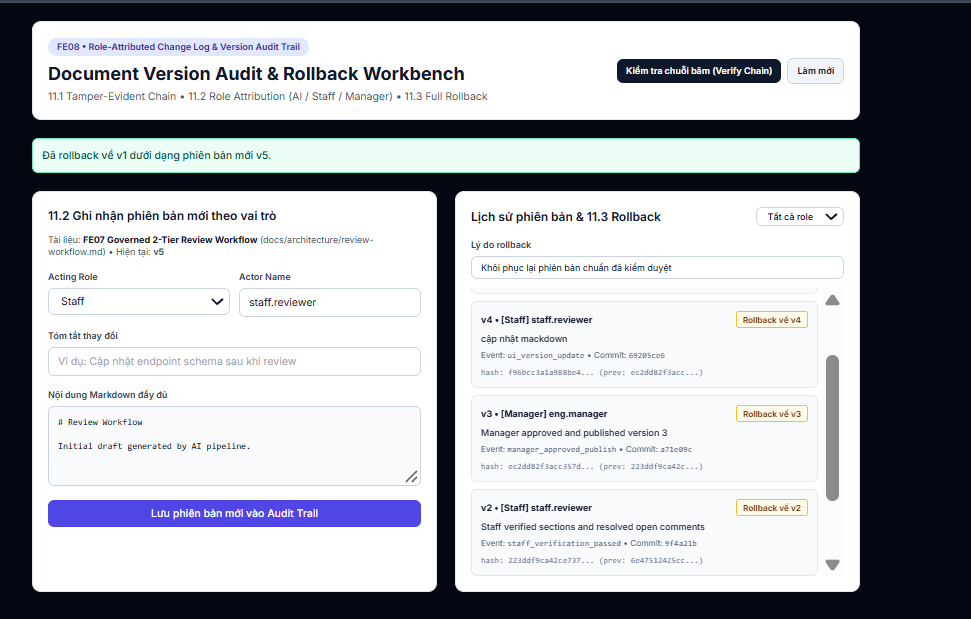 FE08 • Role-Attributed Change Log & Version Audit Trail
Document Version Audit & Rollback Workbench
11.1 Tamper-Evident Chain • 11.2 Role Attribution (AI / Staff / Manager) • 11.3 Full Rollback
Kiểm tra chuỗi băm (Verify Chain)
Làm mới
Đã rollback về v1 dưới dạng phiên bản mới v5.
11.2 Ghi nhận phiên bản mới theo vai trò
Tài liệu: FE07 Governed 2-Tier Review Workflow (docs/architecture/review-
workflow.md) • Hiện tại: v5
Acting Role
Actor Name
Staff
staff.reviewer
Tóm tắt thay đổi
Ví dụ: Cập nhật endpoint schema sau khi review
Nội dung Markdown đầy đủ
# Review Workflow
Initial draft generated by AI pipeline.
Lưu phiên bản mới vào Audit Trail
Lịch sử phiên bản & 11.3 Rollback
Tất cả role
Lý do rollback
Khôi phục lại phiên bản chuẩn đã kiểm duyệt
v4 • [Staff] staff.reviewer
Rollback về v4
cập nhật mackdown
Event: ui_version_update • Commit: 69205ce6
hash: f96bcc3a1a988be4... (prev: ec2dd82f3acc...)
v3 • [Manager] eng.manager
Rollback về v3
Manager approved and published version 3
Event: manager_approved_publish • Commit: a71e09c
hash: ec2dd82f3acc357d... (prev: 223ddf9ca42c...)
v2 • [Staff] staff.reviewer
Rollback về v2
Staff verified sections and resolved open comments
Event: staff_verification_passed • Commit: 9f4a21b
hash: 223ddf9ca42ce737... (prev: 6e47512425cc...)